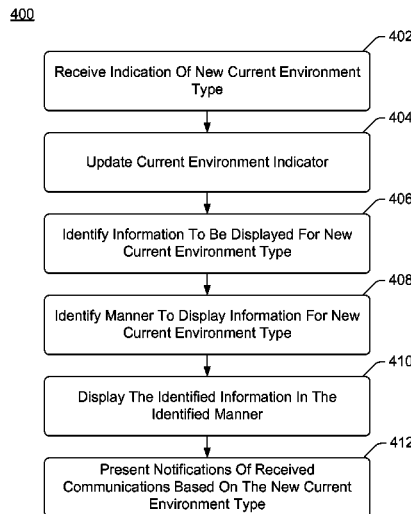 400
402
Receive Indication Of New Current Environment
Type
404
Update Current Environment Indicator
406
Identify Information To Be Displayed For New
Current Environment Type
408
Identify Manner To Display Information For New
Current Environment Type
410
Display The Identified Information In The
Identified Manner
412
Present Notifications Of Received
Communications Based On The New Current
Environment Type